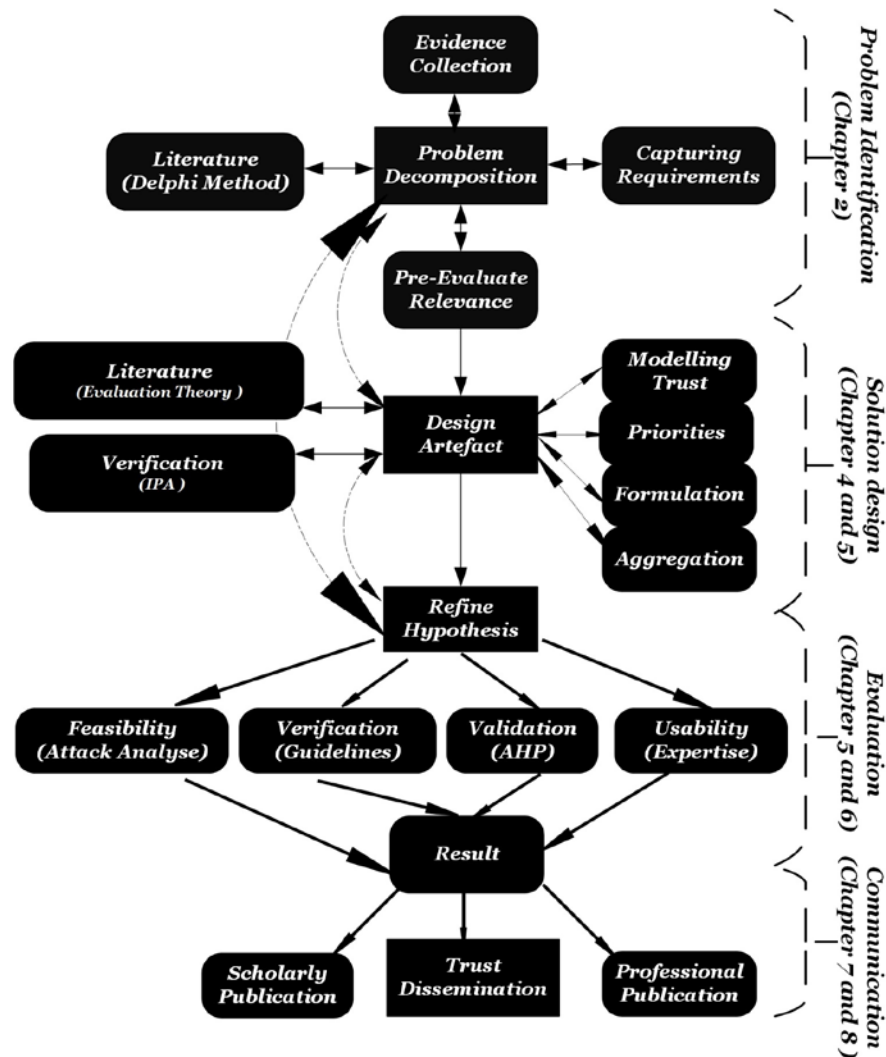 Evidence
Collection
Literature
(Delphi Method)
Problem
Decomposition
Capturing
Requirements
Pre-Evaluate
Relevance
Problem Identification
(Chapter 2)
Literature
(Evaluation Theory )
Verification
(IPA )
Design
Artefact
Modelling
Trust
Priorities
Formulation
Aggregation
Solution design
(Chapter 4 and 5)
Refine
Hypothesis
Feasibility
(Attack Analyse)
Verification
(Guidelines)
Validation
(AHP)
Usability
(Expertise)
Evaluation
(Chapter 5 and 6)
Result
Scholarly
Publication
Trust
Dissemination
Professional
Publication
Communication
(Chapter 7 and 8 )